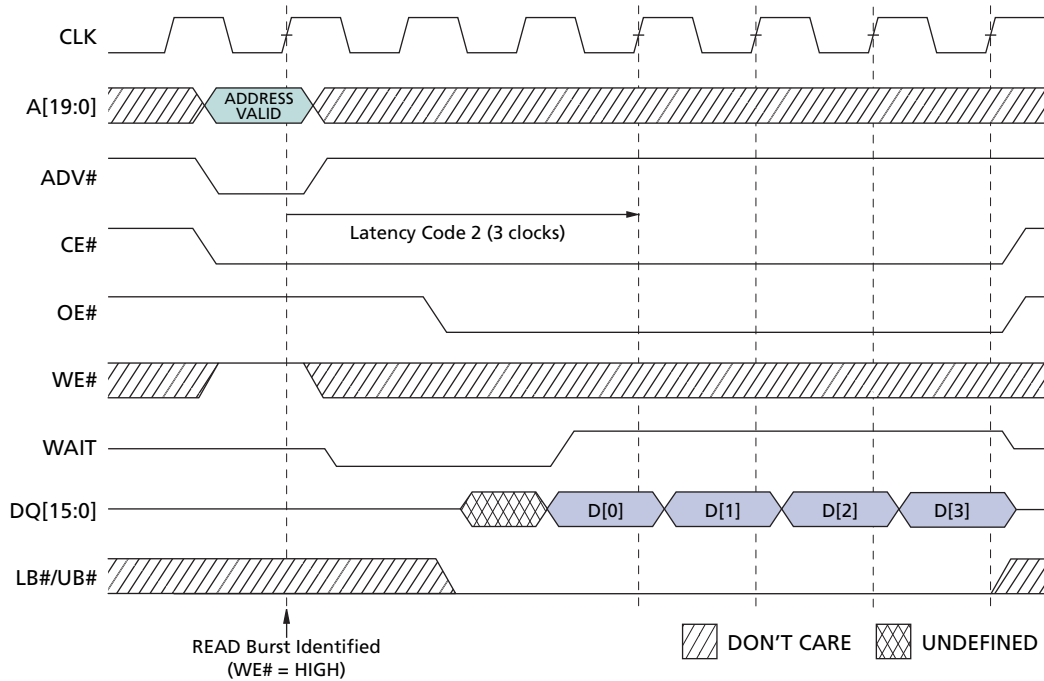 CLK
A[19:0]
ADDRESS
VALID
ADV#
Latency Code 2 (3 clocks)
CE#
OE#
WE#
WAIT
DQ[15:0]
D[0]
D[1]
D[2]
D[3]
LB#/UB#
READ Burst Identified
(WE# = HIGH)
DON'T CARE
UNDEFINED